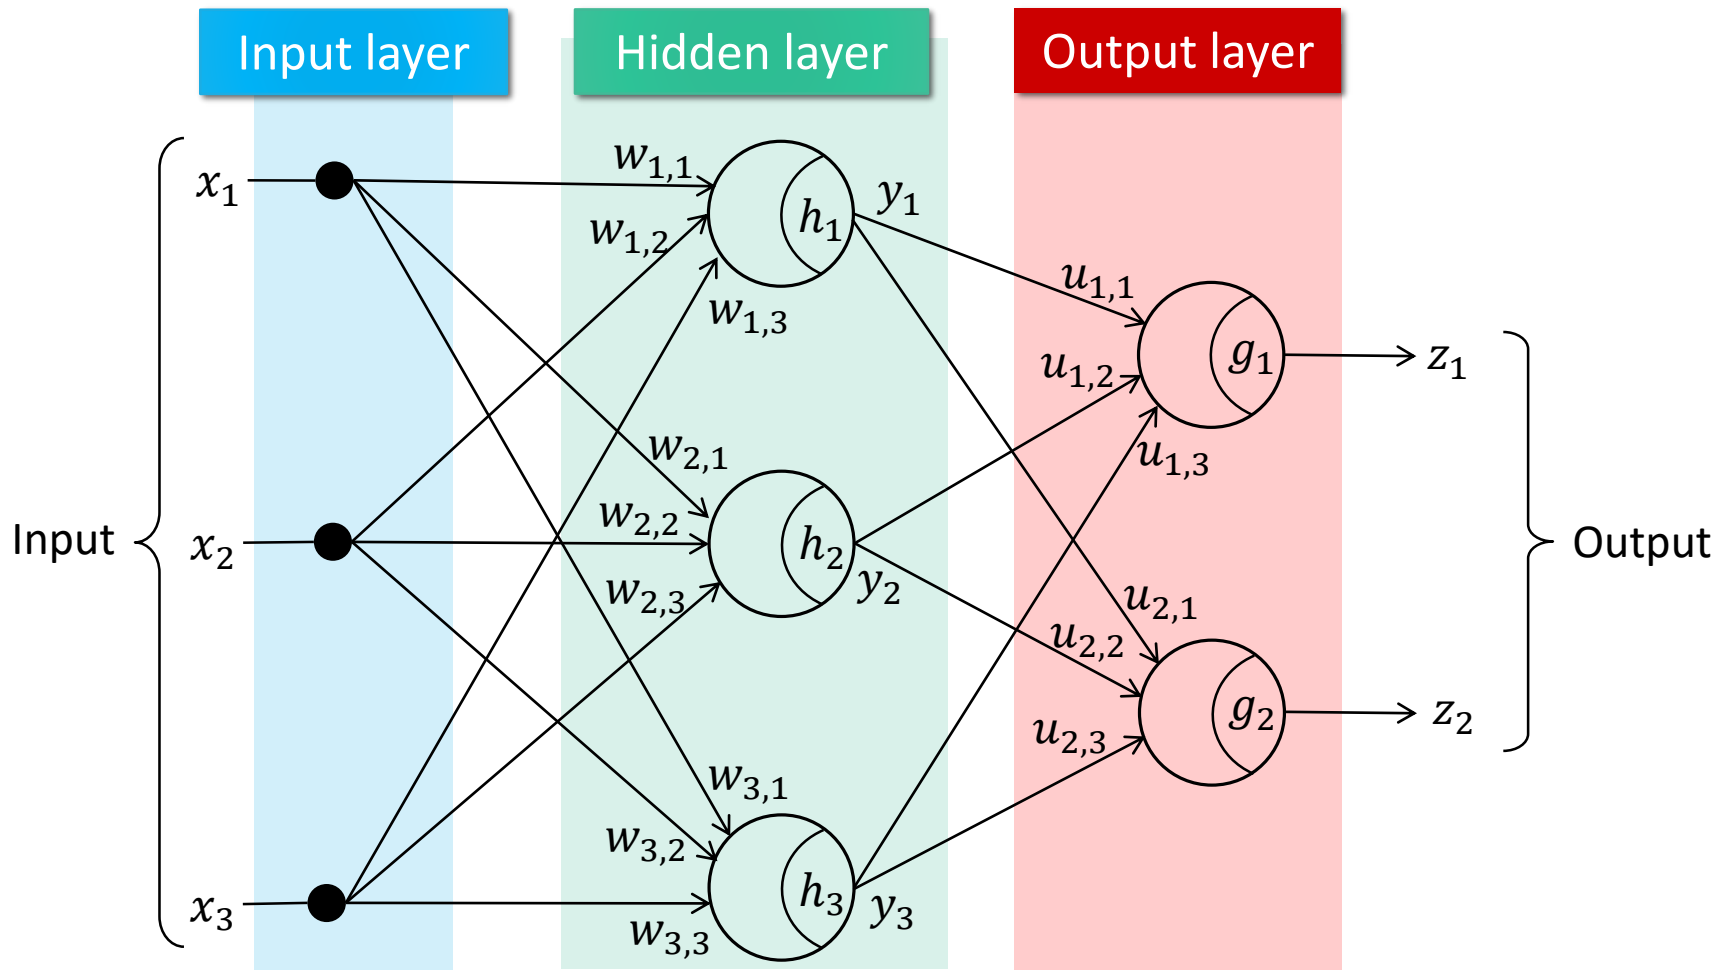 Input layer
Hidden layer
Output layer
x₁
w₁,₁
y₁
w₁,₂
h₁
u₁,₁
w₁,₃
u₁,₂
g₁
z₁
w₂,₁
u₁,₃
Input
x₂
w₂,₂
h₂
Output
w₂,₃
y₂
u₂,₁
u₂,₂
g₂
z₂
u₂,₃
w₃,₁
w₃,₂
x₃
h₃
y₃
w₃,₃